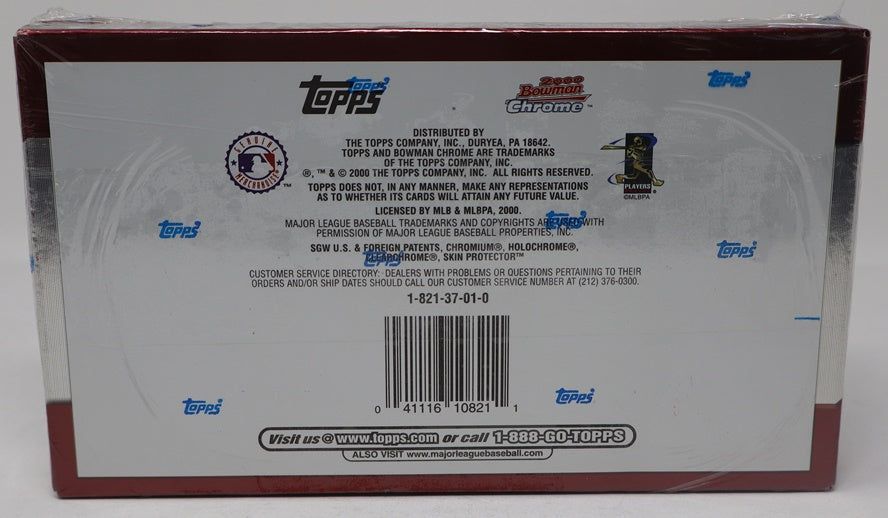 Topps
Topps
2000
Bowman
Chrome™
Topps
DISTRIBUTED BY
THE TOPPS COMPANY, INC., DURYEA, PA 18642.
TOPPS AND BOWMAN CHROME ARE TRADEMARKS
OF THE TOPPS COMPANY, INC.
®, ™ & © 2000 THE TOPPS COMPANY, INC. ALL RIGHTS RESERVED.
GENUINE
MERCHANDISE
™
PLAYERS
©MLBPA
TOPPS DOES NOT, IN ANY MANNER, MAKE ANY REPRESENTATIONS
AS TO WHETHER ITS CARDS WILL ATTAIN ANY FUTURE VALUE.
LICENSED BY MLB & MLBPA, 2000.
MAJOR LEAGUE BASEBALL TRADEMARKS AND COPYRIGHTS ARE USED WITH
PERMISSION OF MAJOR LEAGUE BASEBALL PROPERTIES, INC.
Topps
Topps
Topps
SGW U.S. & FOREIGN PATENTS, CHROMIUM®, HOLOCHROME®,
CLEARCHROME®, SKIN PROTECTOR™
Topps
CUSTOMER SERVICE DIRECTORY: DEALERS WITH PROBLEMS OR QUESTIONS PERTAINING TO THEIR
ORDERS AND/OR SHIP DATES SHOULD CALL OUR CUSTOMER SERVICE NUMBER AT (212) 376-0300.
1-821-37-01-0
0 41116 10821 1
Topps
Topps
Visit us @ www.topps.com or call 1-888-GO-TOPPS
ALSO VISIT www.majorleaguebaseball.com